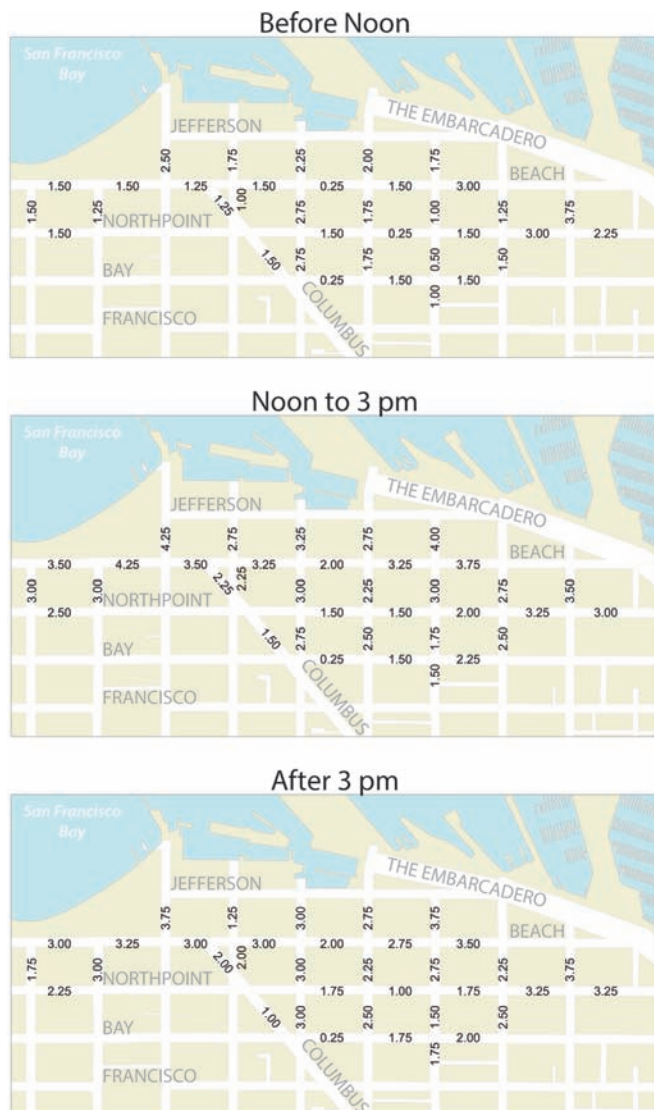 Before Noon
San Francisco
Bay
THE EMBARCADERO
JEFFERSON
2.50 1.75 2.25 2.00 1.75
BEACH
1.50 1.50 1.25 1.50 0.25 1.50 3.00
1.50 1.25 1.25 1.00 2.75 1.75 1.00 1.25 3.75
NORTHPOINT
1.50 1.50 0.25 1.50 3.00 2.25
1.50 2.75 1.75 0.50 1.50
BAY
0.25 1.50 1.50
COLUMBUS
1.00
FRANCISCO
Noon to 3 pm
San Francisco
Bay
THE EMBARCADERO
JEFFERSON
4.25 2.75 3.25 2.75 4.00
BEACH
3.50 4.25 3.50 3.25 2.00 3.25 3.75
3.00 3.00 2.25 2.25 3.00 2.25 3.00 2.75 3.50
NORTHPOINT
2.50 1.50 1.50 2.00 3.25 3.00
1.50 2.75 2.50 1.75 2.50
BAY
0.25 1.50 2.25
COLUMBUS
1.50
FRANCISCO
After 3 pm
San Francisco
Bay
THE EMBARCADERO
JEFFERSON
3.75 1.25 3.00 2.75 3.75
BEACH
3.00 3.25 3.00 3.00 2.00 2.75 3.50
1.75 3.00 2.00 2.00 3.00 2.25 2.75 2.25 3.75
NORTHPOINT
2.25 1.75 1.00 1.75 3.25 3.25
1.00 3.00 2.50 1.50 2.50
BAY
0.25 1.75 2.00
COLUMBUS
1.75
FRANCISCO